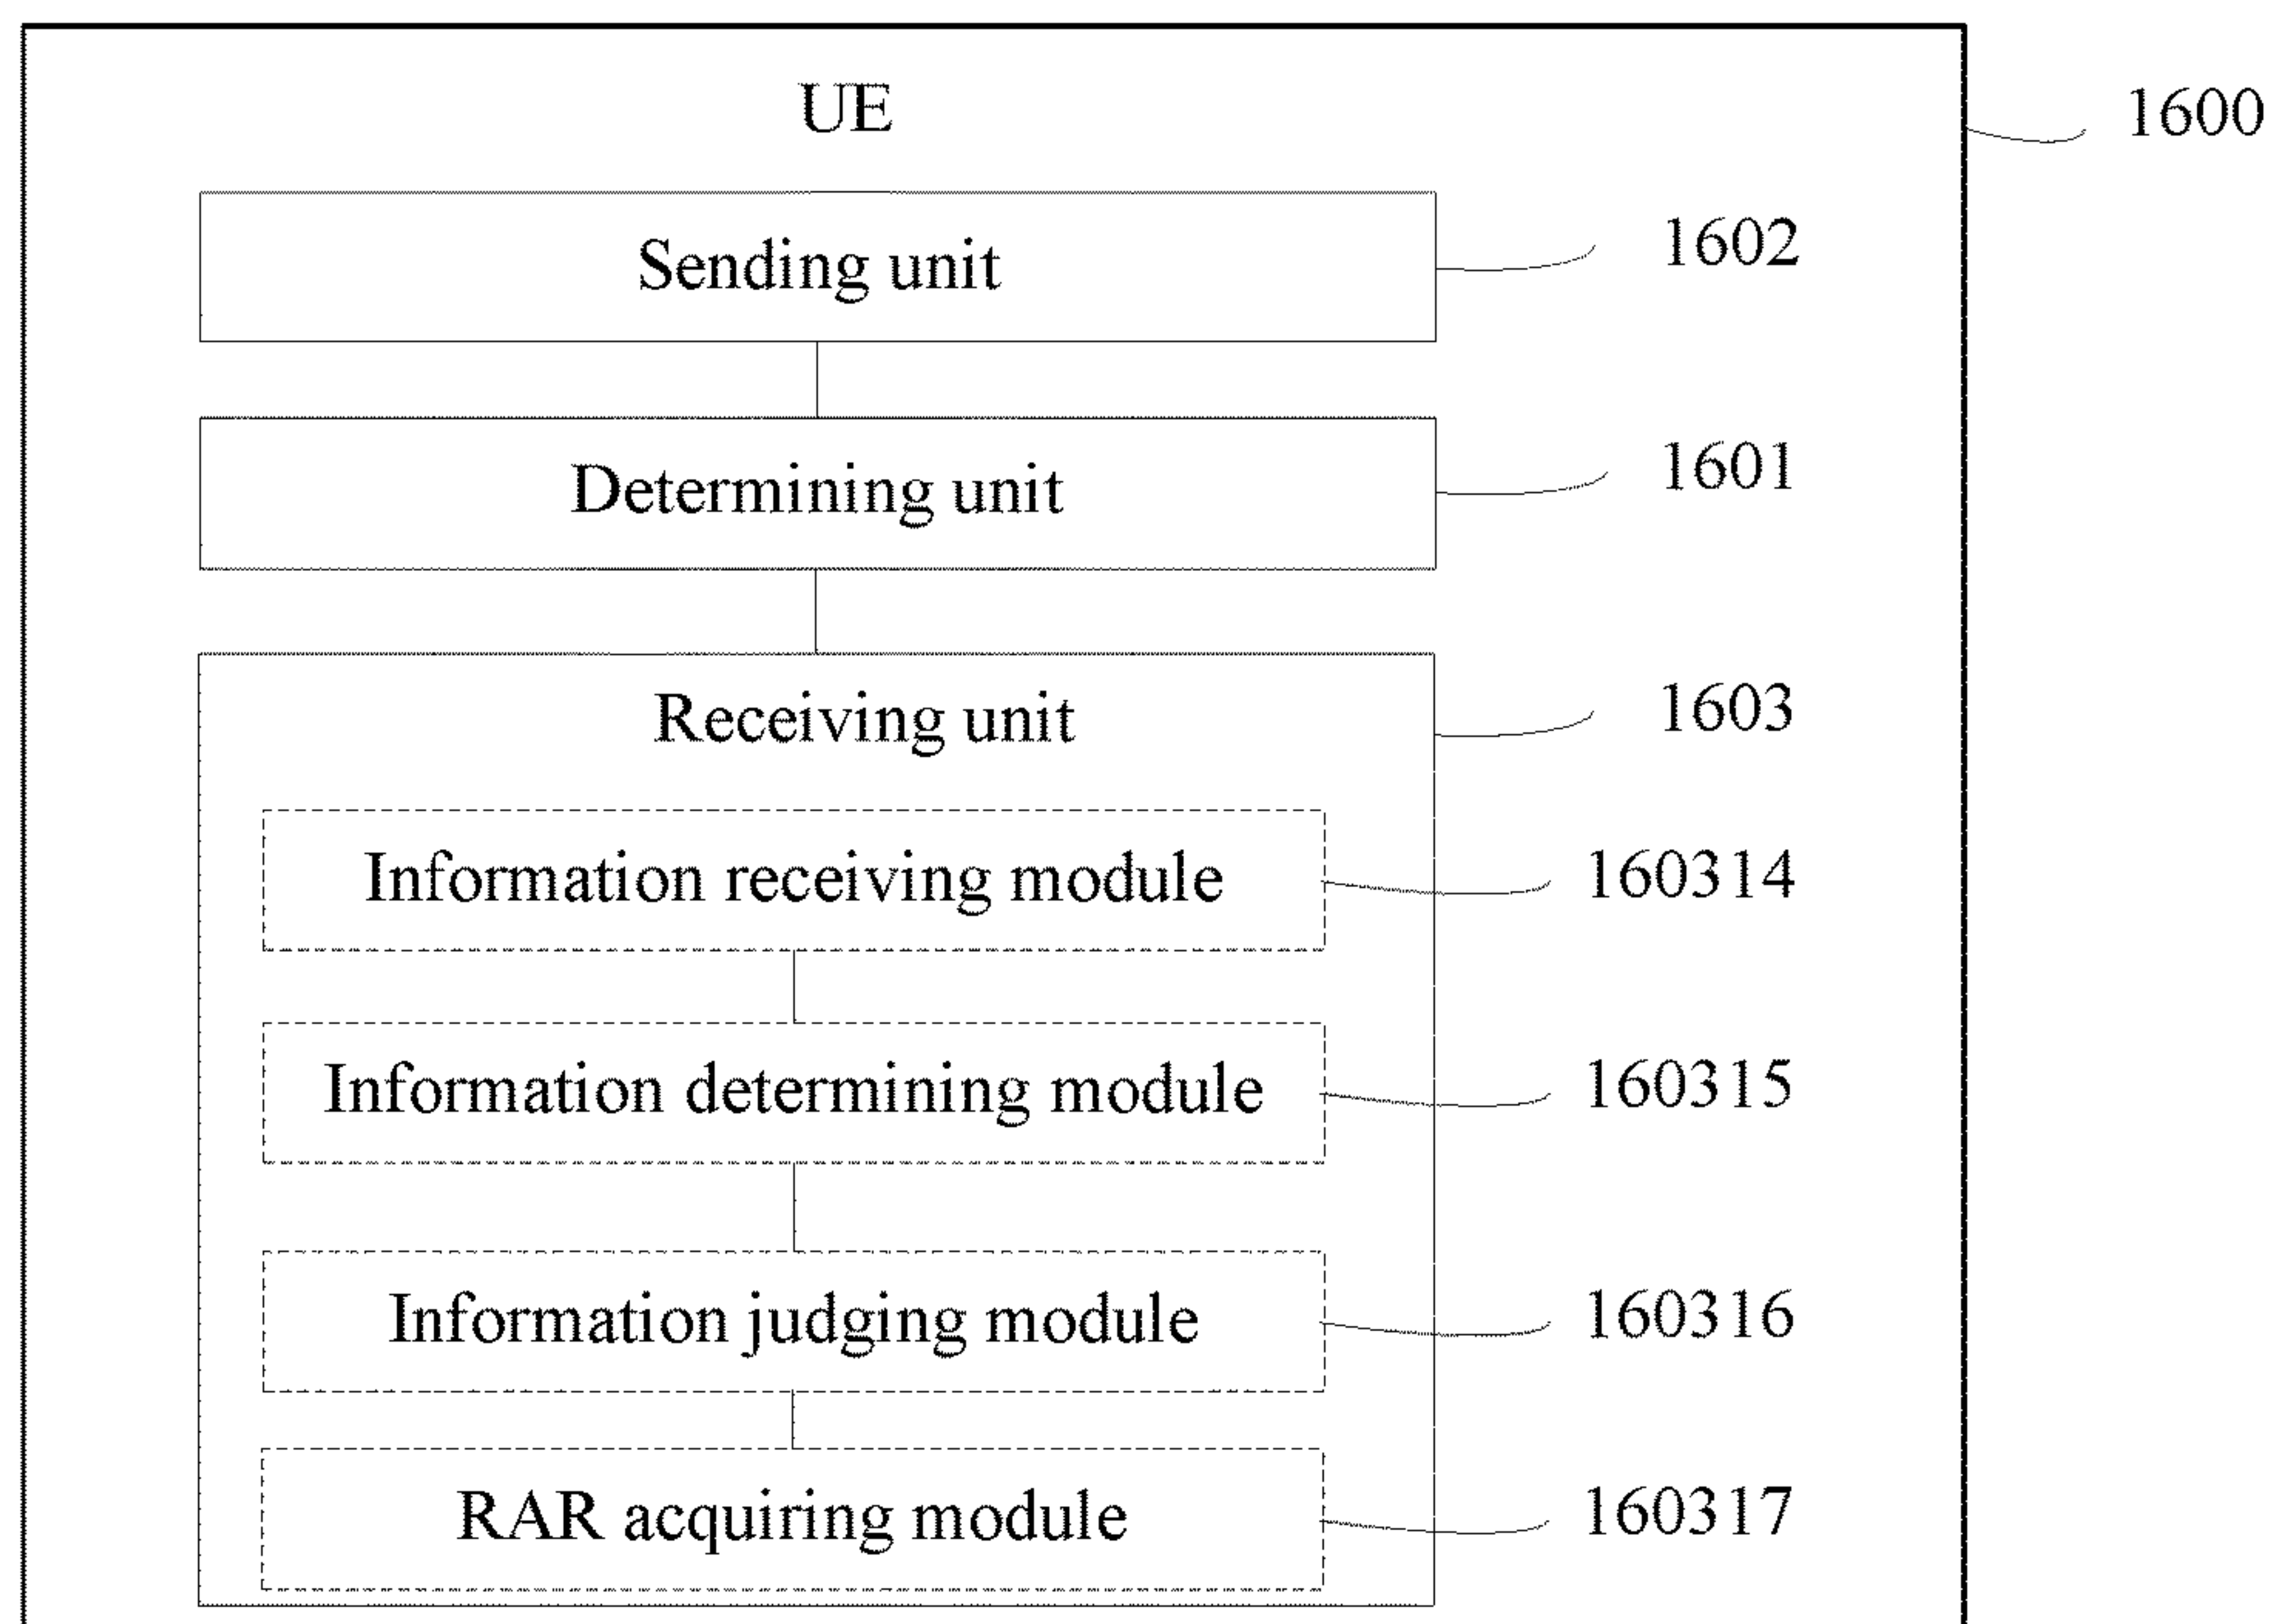 UE
1600
Sending unit
1602
Determining unit
1601
Receiving unit
1603
Information receiving module
160314
Information determining module
160315
Information judging module
160316
RAR acquiring module
160317